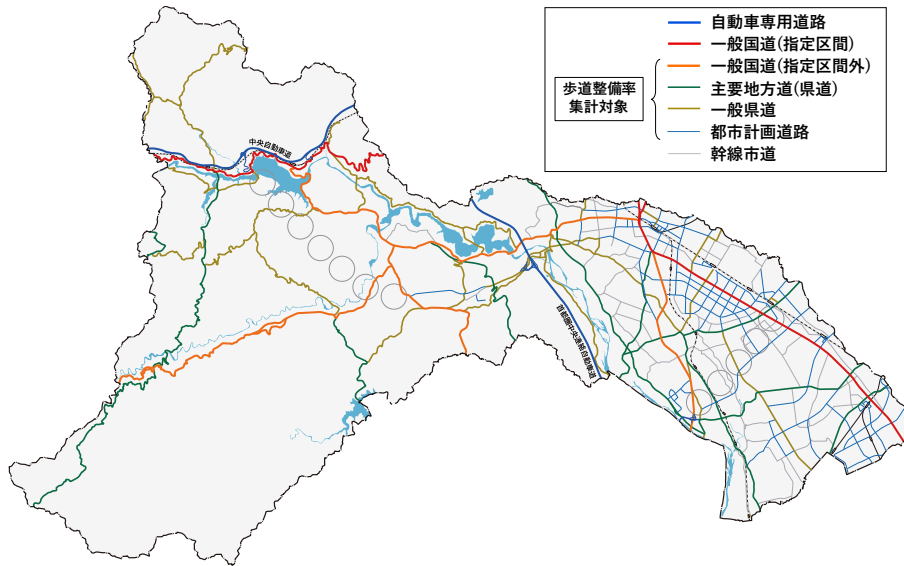 自動車専用道路
一般国道(指定区間)
一般国道(指定区間外)
主要地方道(県道)
一般県道
都市計画道路
幹線市道
歩道整備率
集計対象
中央自動車道
首都圏中央連絡自動車道